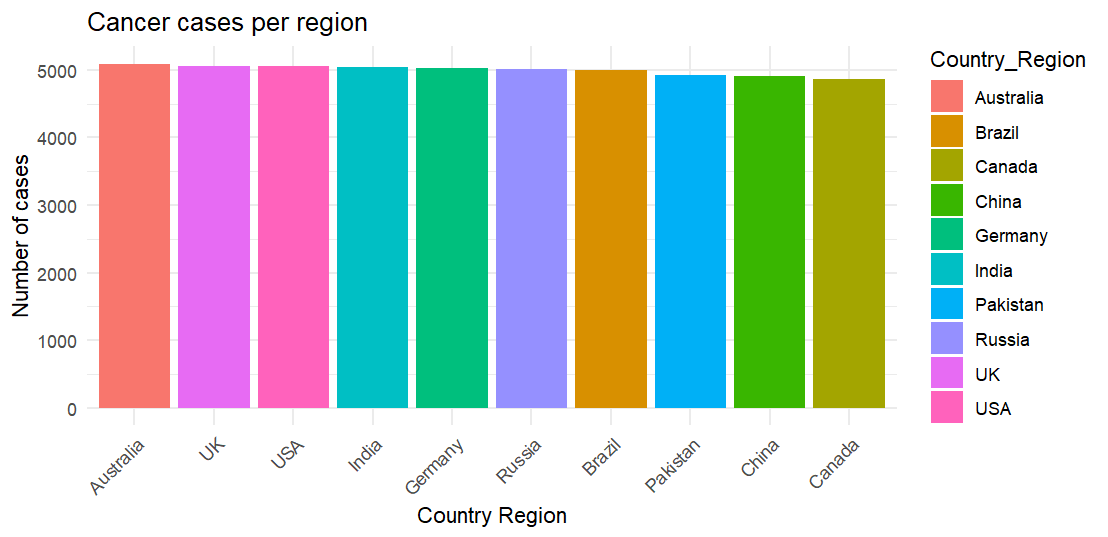 Cancer cases per region
Number of cases
5000
4000
3000
2000
1000
0
Australia
UK
USA
India
Germany
Russia
Brazil
Pakistan
China
Canada
Country Region
Country_Region
Australia
Brazil
Canada
China
Germany
India
Pakistan
Russia
UK
USA